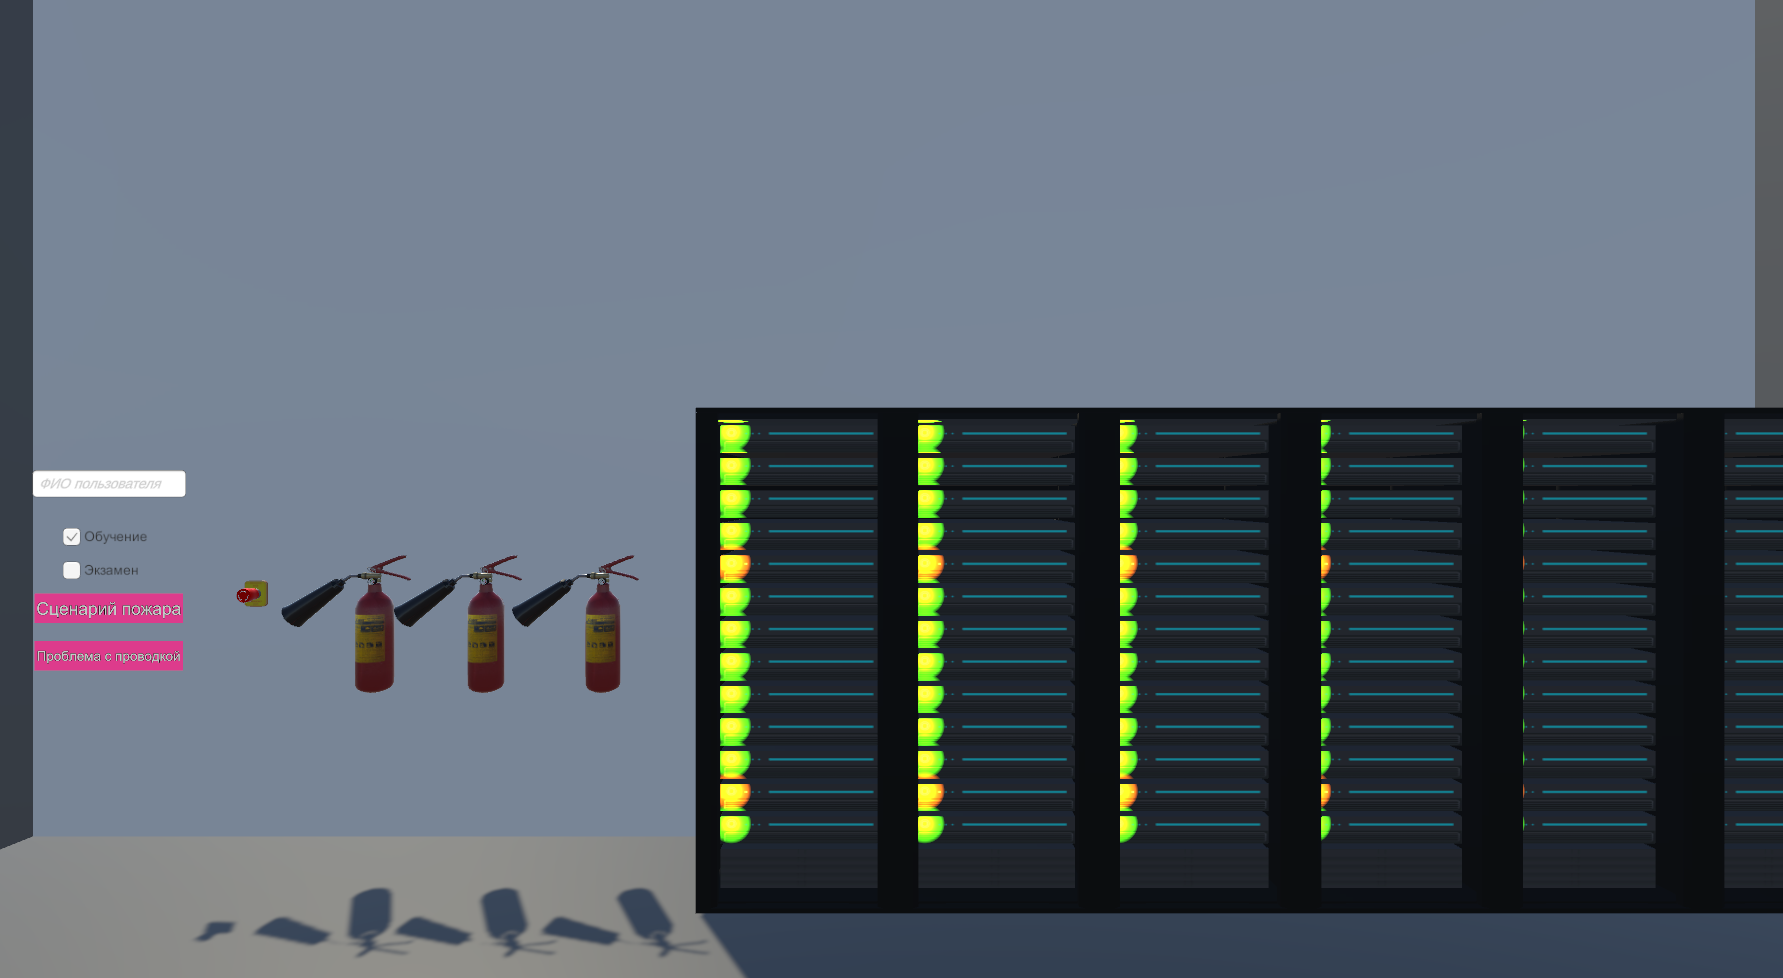 ФИО пользователя
Обучение
Экзамен
Сценарий пожара
Проблема с проводкой